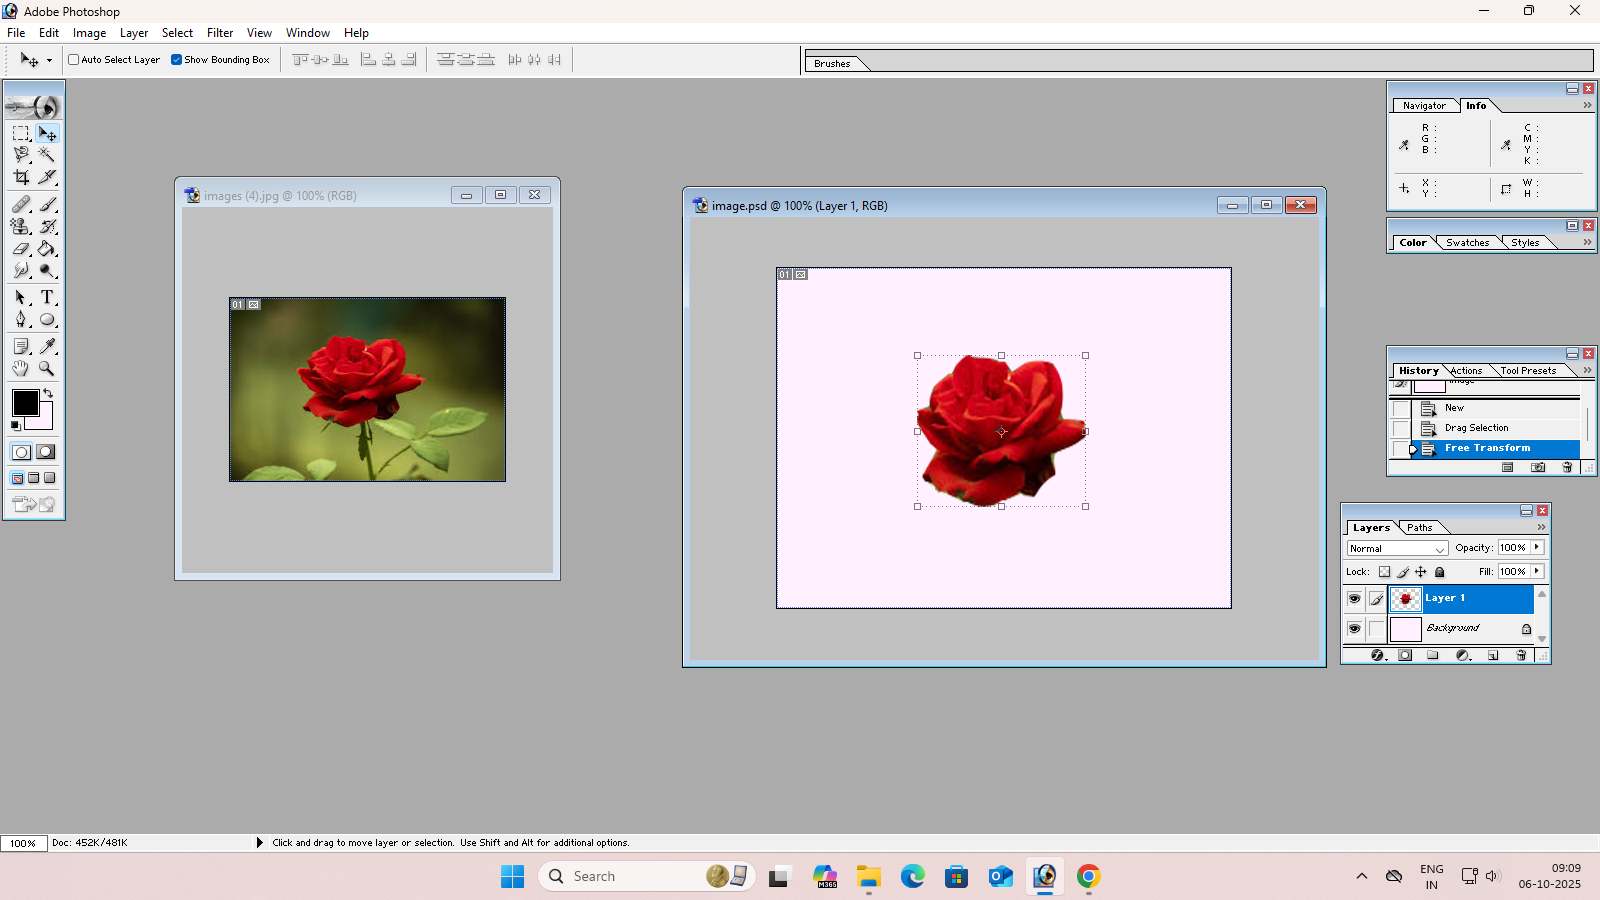 Adobe Photoshop
File Edit Image Layer Select Filter View Window Help
Auto Select Layer Show Bounding Box
Brushes
Navigator Info
R : C :
G : M :
B : Y :
K :
X : W :
Y : H :
Color Swatches Styles
images (4).jpg @ 100% (RGB)
01
image.psd @ 100% (Layer 1, RGB)
01
History Actions Tool Presets
New
Drag Selection
Free Transform
Layers Paths
Normal Opacity: 100%
Lock: Fill: 100%
Layer 1
Background
100% Doc: 452K/481K Click and drag to move layer or selection. Use Shift and Alt for additional options.
Search
M365
ENG
IN
09:09
06-10-2025